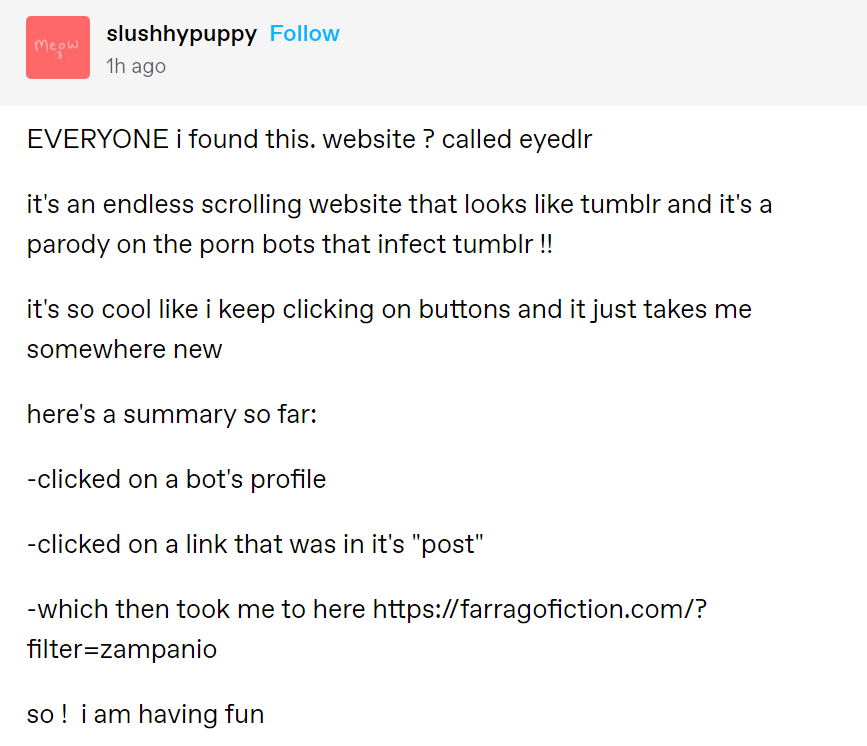 Meow
:3
slushhypuppy Follow
1h ago
EVERYONE i found this. website ? called eyedlr
it's an endless scrolling website that looks like tumblr and it's a
parody on the porn bots that infect tumblr !!
it's so cool like i keep clicking on buttons and it just takes me
somewhere new
here's a summary so far:
-clicked on a bot's profile
-clicked on a link that was in it's "post"
-which then took me to here https://farragofiction.com/?
filter=zampanio
so !  i am having fun